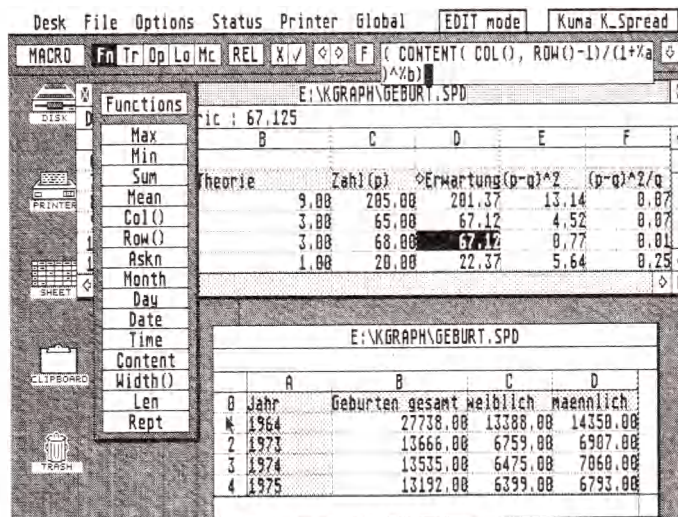 Desk File Options Status Printer Global EDIT mode Kuma K_Spread
MACRO Fn Tr Op Lo Mc REL X √ F ( CONTENT( COL(), ROW()-1)/(1+%a
)^%b)
DISK
PRINTER
SHEET
CLIPBOARD
TRASH
Functions
Max
Min
Sum
Mean
Col()
Row()
Askn
Month
Day
Date
Time
Content
Width()
Len
Rept
E:\KGRAPH\GEBURT.SPD
ric : 67.125
B C D E F
Theorie Zahl(p) Erwartung (p-q)^2 (p-q)^2/q
9.00 205.00 201.37 13.14 0.07
3.00 65.00 67.12 4.52 0.07
3.00 68.00 67.12 0.77 0.01
1.00 20.00 22.37 5.64 0.25
E:\KGRAPH\GEBURT.SPD
A B C D
0 Jahr Geburten gesamt weiblich maennlich
1964 27738.00 13388.00 14350.00
2 1973 13666.00 6759.00 6907.00
3 1974 13535.00 6475.00 7060.00
4 1975 13192.00 6399.00 6793.00